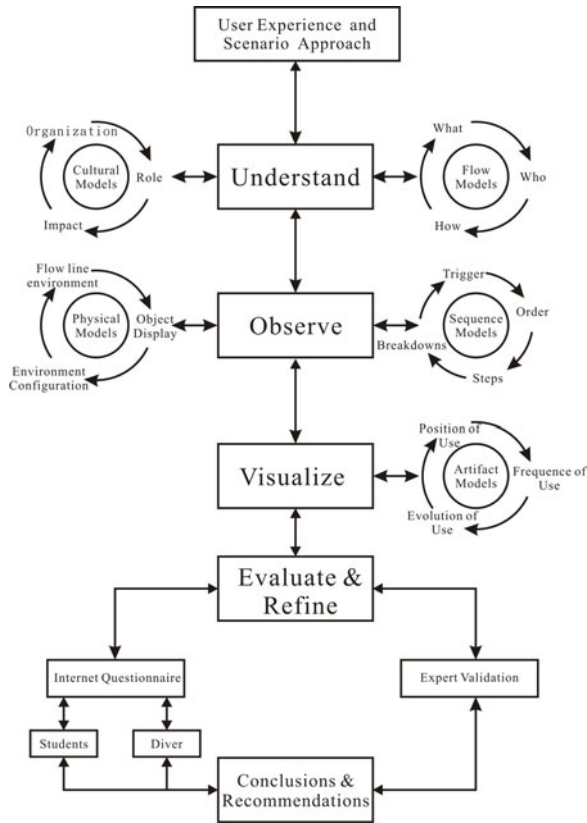 User Experience and
Scenario Approach
Organization
Cultural
Models
Role
Impact
Understand
What
Flow
Models
Who
How
Flow line
environment
Physical
Models
Object
Display
Environment
Configuration
Observe
Trigger
Sequence
Models
Order
Breakdowns
Steps
Visualize
Position of
Use
Artifact
Models
Frequence of
Use
Evolution of
Use
Evaluate &
Refine
Internet Questionnaire
Expert Validation
Students
Diver
Conclusions &
Recommendations